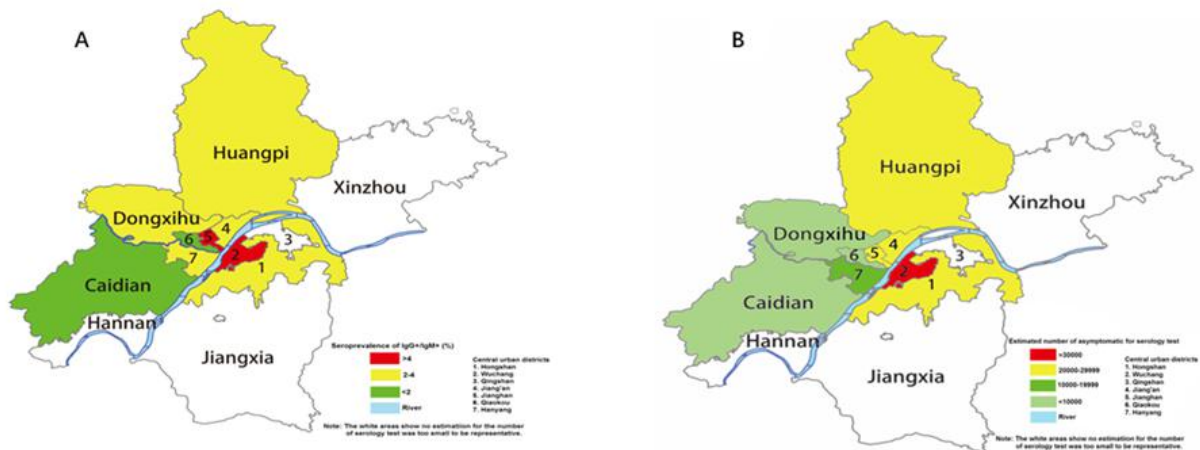 A
Huangpi
Xinzhou
Dongxihu
4
5
6
3
7
2
1
Caidian
Hannan
Jiangxia
Seroprevalence of IgG+/IgM+ (%)
>4
2-4
<2
River
Central urban districts
1. Hongshan
2. Wuchang
3. Qingshan
4. Jiang'an
5. Jianghan
6. Qiaokou
7. Hanyang
Note: The white areas show no estimation for the number
of serology test was too small to be representative.
B
Huangpi
Xinzhou
Dongxihu
4
5
6
3
7
2
1
Caidian
Hannan
Jiangxia
Estimated number of asymptomatic for serology test
>30000
20000-29999
10000-19999
<10000
River
Central urban districts
1. Hongshan
2. Wuchang
3. Qingshan
4. Jiang'an
5. Jianghan
6. Qiaokou
7. Hanyang
Note: The white areas show no estimation for the number
of serology test was too small to be representative.